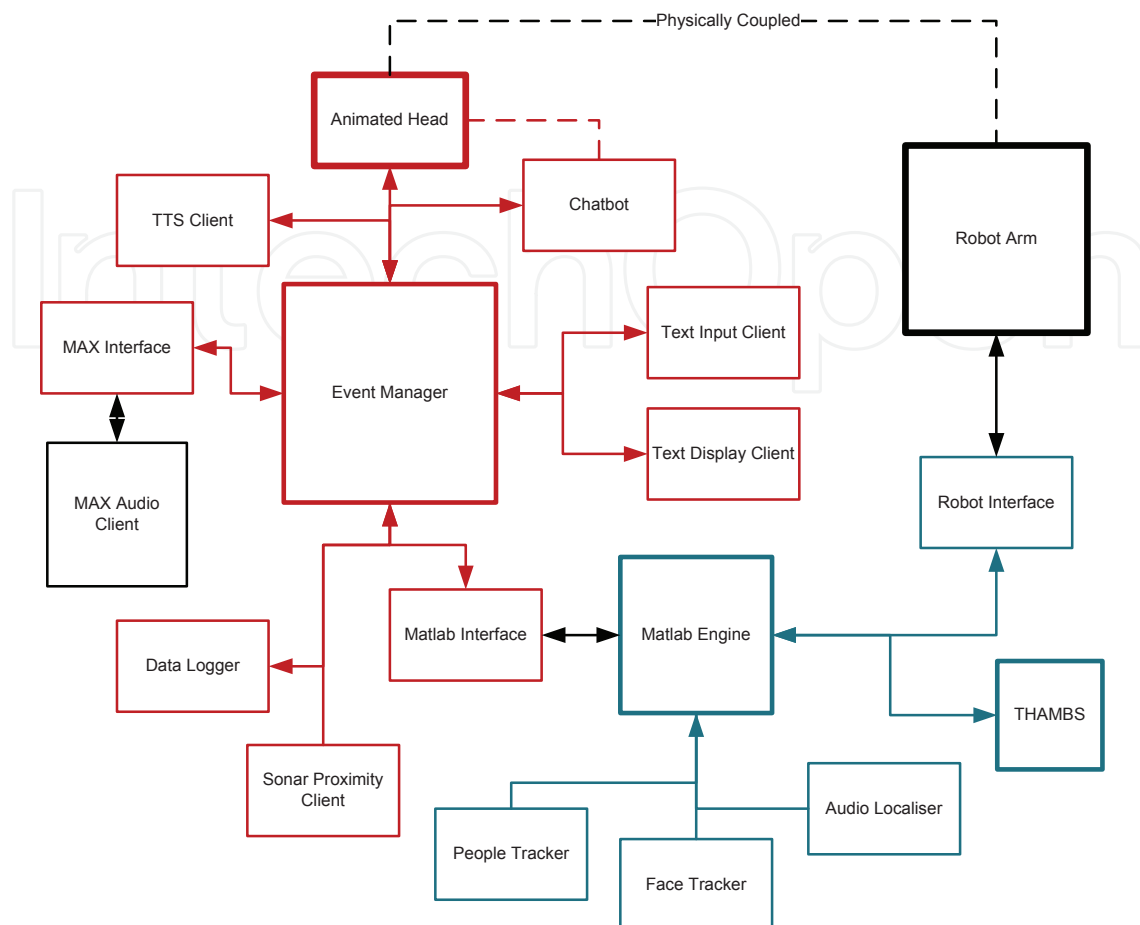 Physically Coupled
Animated Head
TTS Client
Chatbot
Robot Arm
MAX Interface
Event Manager
Text Input Client
Text Display Client
MAX Audio
Client
Robot Interface
Matlab Interface
Matlab Engine
Data Logger
THAMBS
Sonar Proximity
Client
People Tracker
Face Tracker
Audio Localiser
IntechOpen